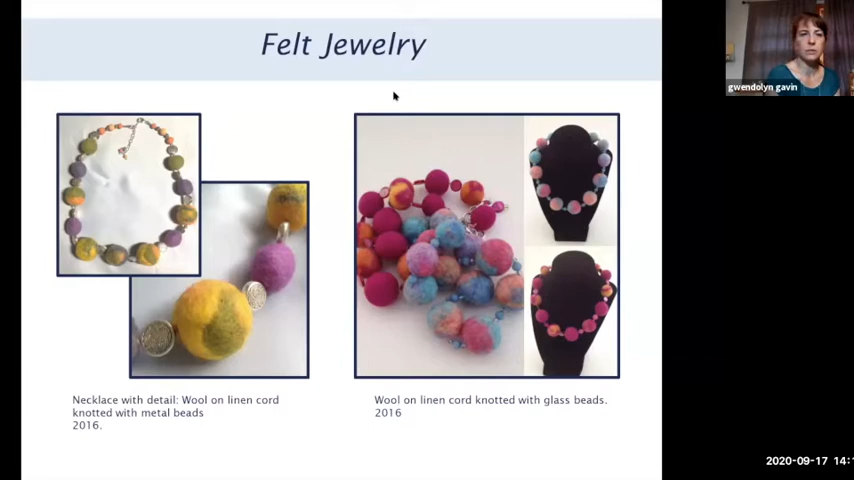 Felt Jewelry
gwendolyn gavin
Necklace with detail: Wool on linen cord
knotted with metal beads
2016.
Wool on linen cord knotted with glass beads.
2016
2020-09-17 14: